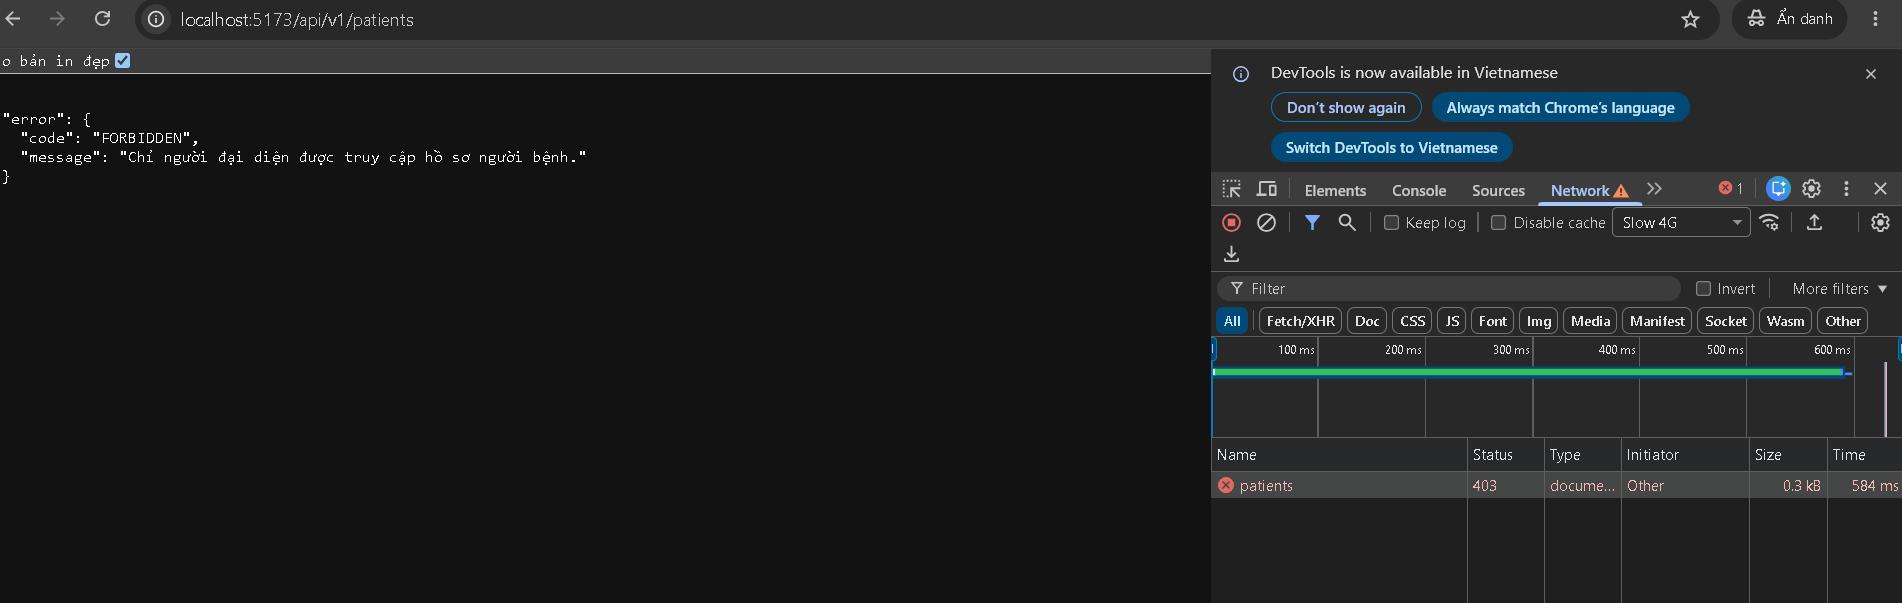 localhost:5173/api/v1/patients
Ẩn danh
o bản in đẹp
"error": {
"code": "FORBIDDEN",
"message": "Chỉ người đại diện được truy cập hồ sơ người bệnh."
}
DevTools is now available in Vietnamese
Don't show again
Always match Chrome's language
Switch DevTools to Vietnamese
Elements Console Sources Network 1
Keep log Disable cache Slow 4G
Filter Invert More filters
All Fetch/XHR Doc CSS JS Font Img Media Manifest Socket Wasm Other
100 ms 200 ms 300 ms 400 ms 500 ms 600 ms
Name Status Type Initiator Size Time
patients 403 docume... Other 0.3 kB 584 ms